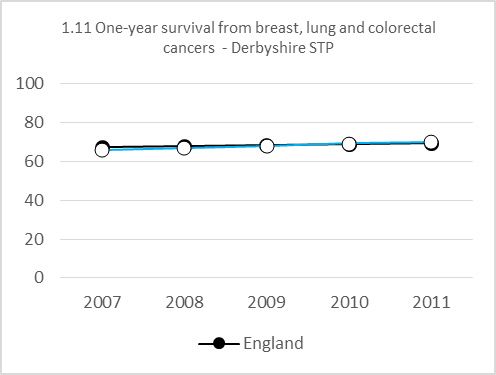 1.11 One-year survival from breast, lung and colorectal
cancers - Derbyshire STP
100
80
60
40
20
0
2007 2008 2009 2010 2011
England